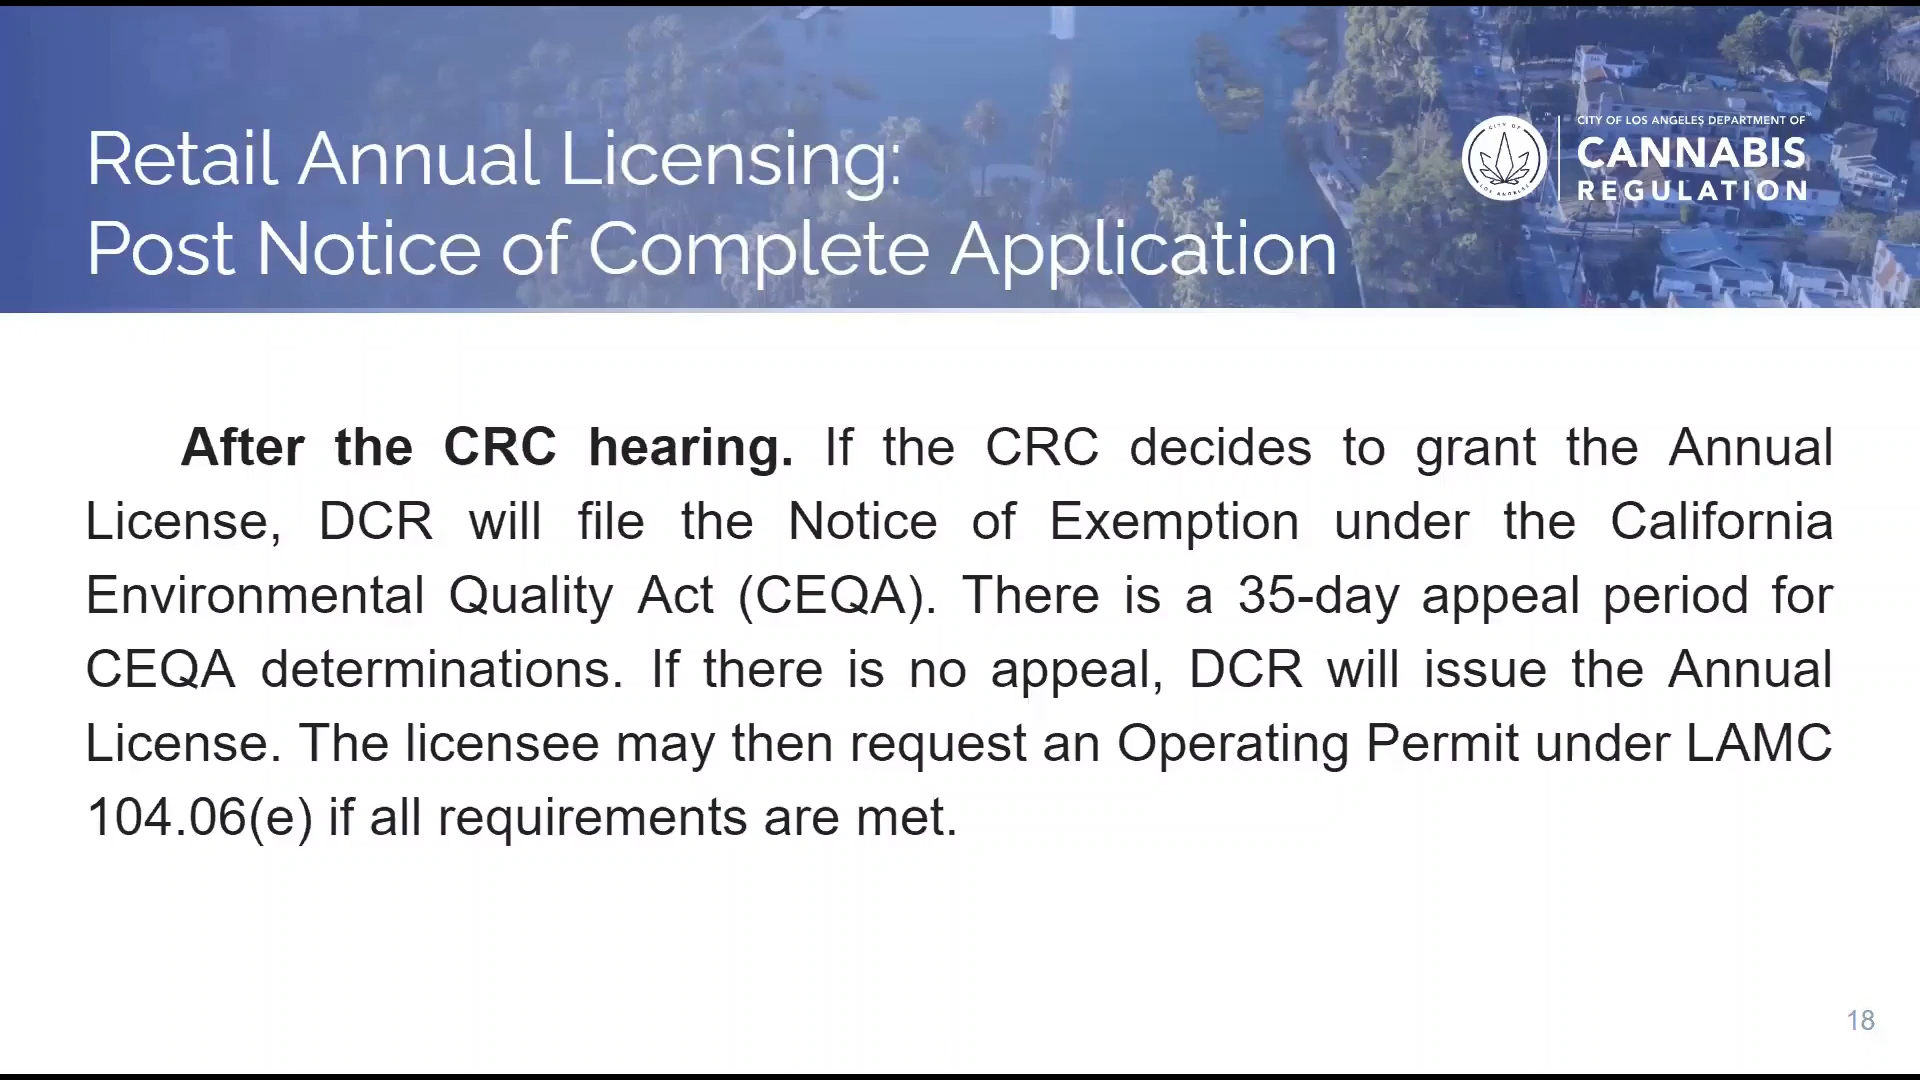 Retail Annual Licensing:
Post Notice of Complete Application
CITY OF LOS ANGELES DEPARTMENT OF
CANNABIS
REGULATION
CITY OF
LOS ANGELES
After the CRC hearing. If the CRC decides to grant the Annual
License, DCR will file the Notice of Exemption under the California
Environmental Quality Act (CEQA). There is a 35-day appeal period for
CEQA determinations. If there is no appeal, DCR will issue the Annual
License. The licensee may then request an Operating Permit under LAMC
104.06(e) if all requirements are met.
18